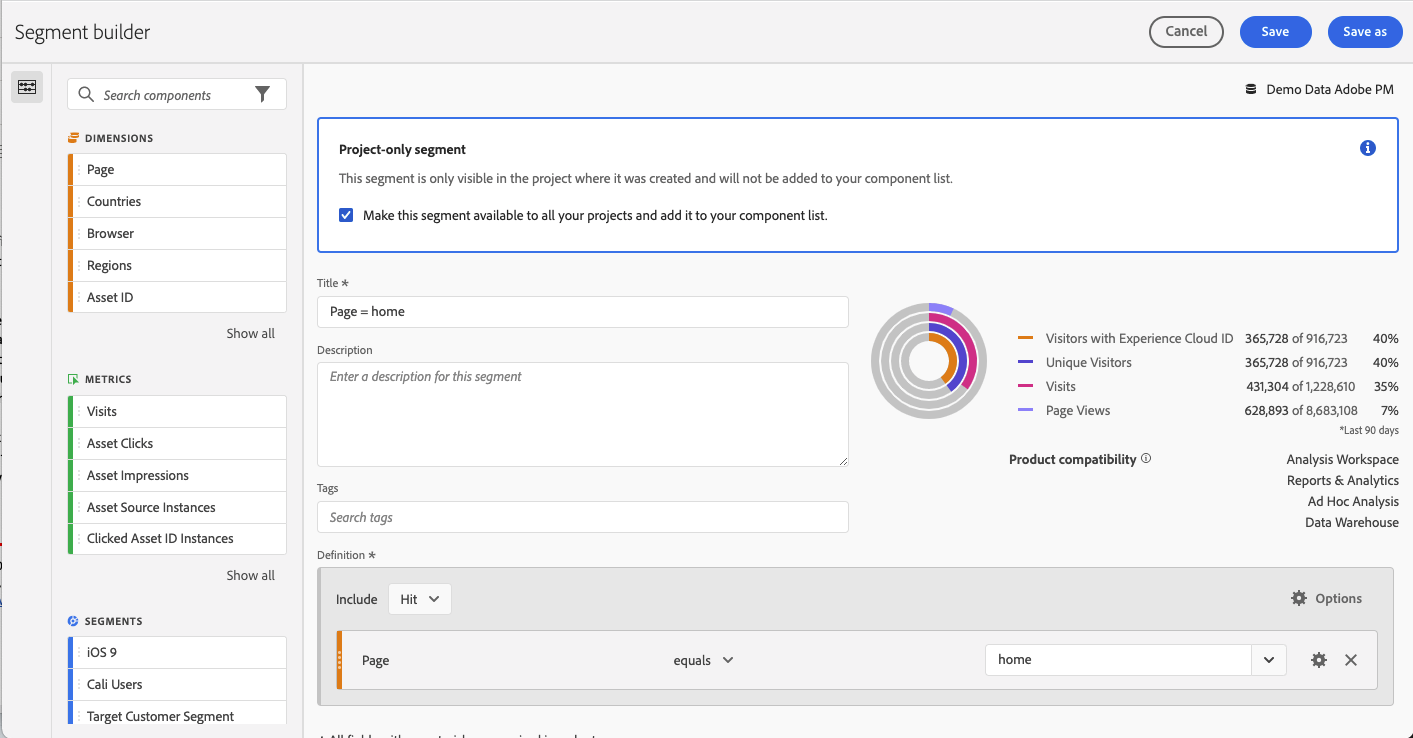 Segment builder
Cancel
Save
Save as
Search components
Demo Data Adobe PM
DIMENSIONS
Page
Countries
Browser
Regions
Asset ID
Show all
METRICS
Visits
Asset Clicks
Asset Impressions
Asset Source Instances
Clicked Asset ID Instances
Show all
SEGMENTS
iOS 9
Cali Users
Target Customer Segment
Project-only segment
This segment is only visible in the project where it was created and will not be added to your component list.
Make this segment available to all your projects and add it to your component list.
Title *
Page = home
Description
Enter a description for this segment
Tags
Search tags
Visitors with Experience Cloud ID 365,728 of 916,723 40%
Unique Visitors 365,728 of 916,723 40%
Visits 431,304 of 1,228,610 35%
Page Views 628,893 of 8,683,108 7%
*Last 90 days
Product compatibility
Analysis Workspace
Reports & Analytics
Ad Hoc Analysis
Data Warehouse
Definition *
Include Hit
Options
Page equals home